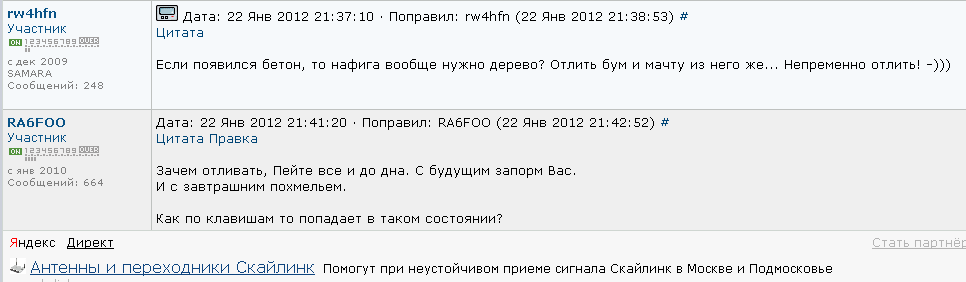 rw4hfn
Участник
ON 123456789 OVER
с дек 2009
SAMARA
Сообщений: 248
Дата: 22 Янв 2012 21:37:10 · Поправил: rw4hfn (22 Янв 2012 21:38:53) #
Цитата
Если появился бетон, то нафига вообще нужно дерево? Отлить бум и мачту из него же... Непременно отлить! -)))
RA6FOO
Участник
ON 123456789 OVER
с янв 2010
Сообщений: 664
Дата: 22 Янв 2012 21:41:20 · Поправил: RA6FOO (22 Янв 2012 21:42:52) #
Цитата Правка
Зачем отливать, Пейте все и до дна. С будущим запорм Вас.
И с завтрашним похмельем.
Как по клавишам то попадает в таком состоянии?
Яндекс Директ
Стать партнёр
Антенны и переходники Скайлинк Помогут при неустойчивом приеме сигнала Скайлинк в Москве и Подмосковье